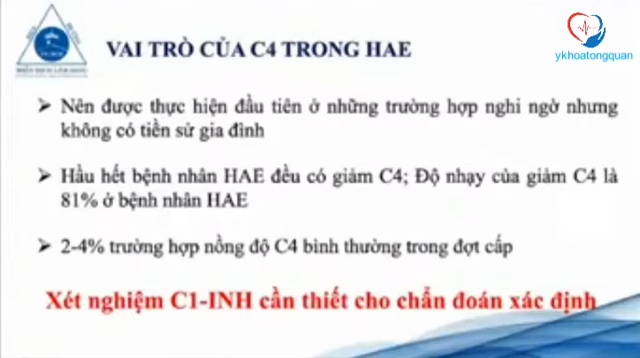 VAI TRÒ CỦA C4 TRONG HAE
ykhoatongquan
➤ Nên được thực hiện đầu tiên ở những trường hợp nghi ngờ nhưng
không có tiền sử gia đình
➤ Hầu hết bệnh nhân HAE đều có giảm C4; Độ nhạy của giảm C4 là
81% ở bệnh nhân HAE
➤ 2-4% trường hợp nồng độ C4 bình thường trong đợt cấp
Xét nghiệm C1-INH cần thiết cho chẩn đoán xác định